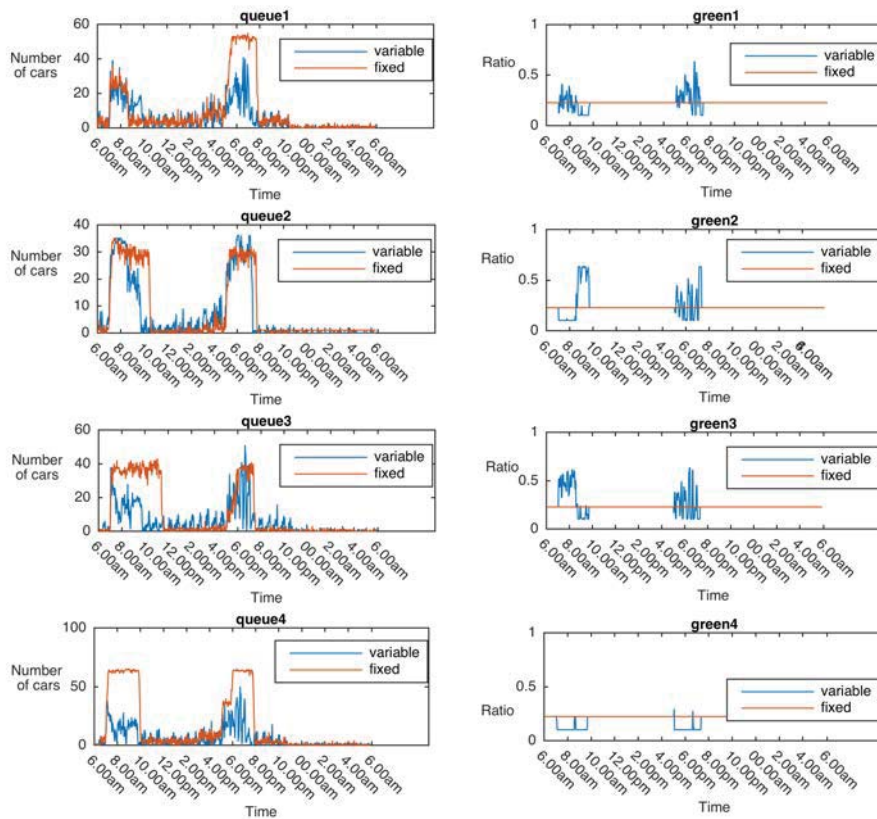 queue1
Number
of cars
60
40
20
0
variable
fixed
6.00am
8.00am
10.00am
12.00pm
2.00pm
4.00pm
6.00pm
8.00pm
10.00pm
00.00am
2.00am
4.00am
6.00am
Time
green1
Ratio
1
0.5
0
variable
fixed
6.00am
8.00am
10.00am
12.00pm
2.00pm
4.00pm
6.00pm
8.00pm
10.00pm
00.00am
2.00am
4.00am
6.00am
Time
queue2
Number
of cars
40
30
20
10
0
variable
fixed
6.00am
8.00am
10.00am
12.00pm
2.00pm
4.00pm
6.00pm
8.00pm
10.00pm
00.00am
2.00am
4.00am
6.00am
Time
green2
Ratio
1
0.5
0
variable
fixed
6.00am
8.00am
10.00am
12.00pm
2.00pm
4.00pm
6.00pm
8.00pm
10.00pm
00.00am
2.00am
6.00am
Time
queue3
Number
of cars
60
40
20
0
variable
fixed
6.00am
8.00am
10.00am
12.00pm
2.00pm
4.00pm
6.00pm
8.00pm
10.00pm
00.00am
2.00am
4.00am
6.00am
Time
green3
Ratio
1
0.5
0
variable
fixed
6.00am
8.00am
10.00am
12.00pm
2.00pm
4.00pm
6.00pm
8.00pm
10.00pm
00.00am
2.00am
4.00am
6.00am
Time
queue4
Number
of cars
100
50
0
variable
fixed
6.00am
8.00am
10.00am
12.00pm
2.00pm
4.00pm
6.00pm
8.00pm
10.00pm
00.00am
2.00am
4.00am
6.00am
Time
green4
Ratio
1
0.5
0
variable
fixed
6.00am
8.00am
10.00am
12.00pm
2.00pm
4.00pm
6.00pm
8.00pm
10.00pm
00.00am
2.00am
4.00am
6.00am
Time